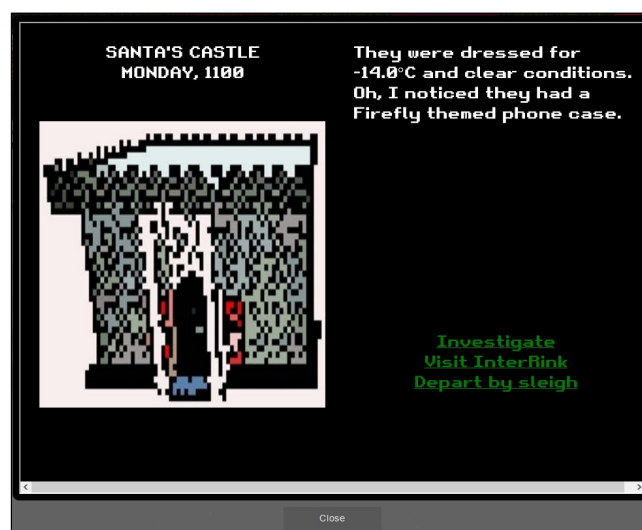 SANTA'S CASTLE
MONDAY, 1100
They were dressed for
-14.0°C and clear conditions.
Oh, I noticed they had a
Firefly themed phone case.
Investigate
Visit InterRink
Depart by sleigh
Close